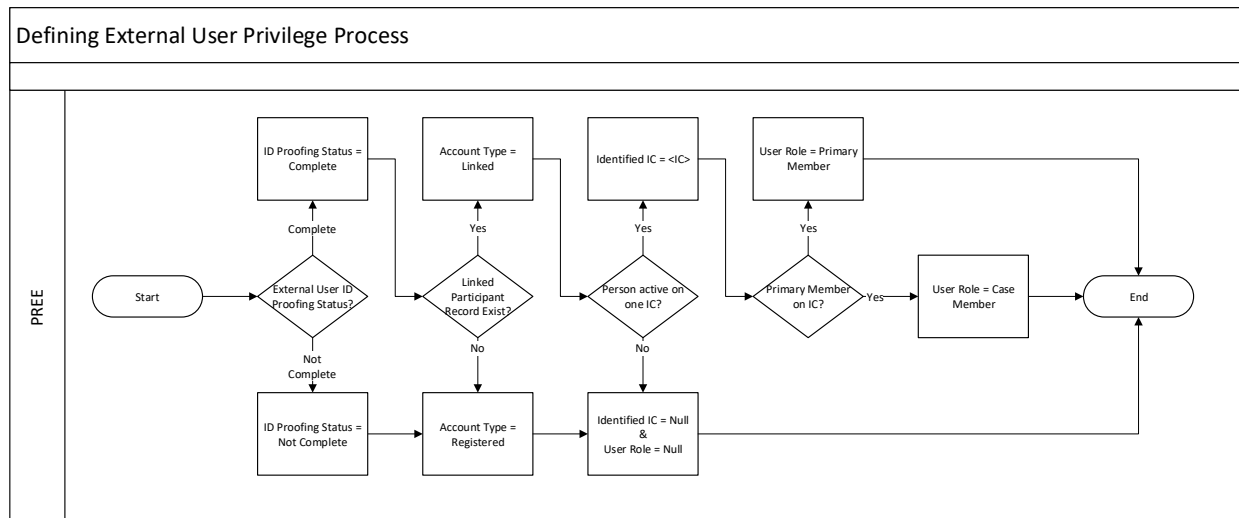 Defining External User Privilege Process
PREE
ID Proofing Status =
Complete
Account Type =
Linked
Identified IC = <IC>
User Role = Primary
Member
Complete
Yes
Yes
Yes
Start
External User ID
Proofing Status?
Linked
Participant
Record Exist?
Person active on
one IC?
Primary Member
on IC?
Yes
User Role = Case
Member
End
Not
Complete
No
No
ID Proofing Status =
Not Complete
Account Type =
Registered
Identified IC = Null
&
User Role = Null